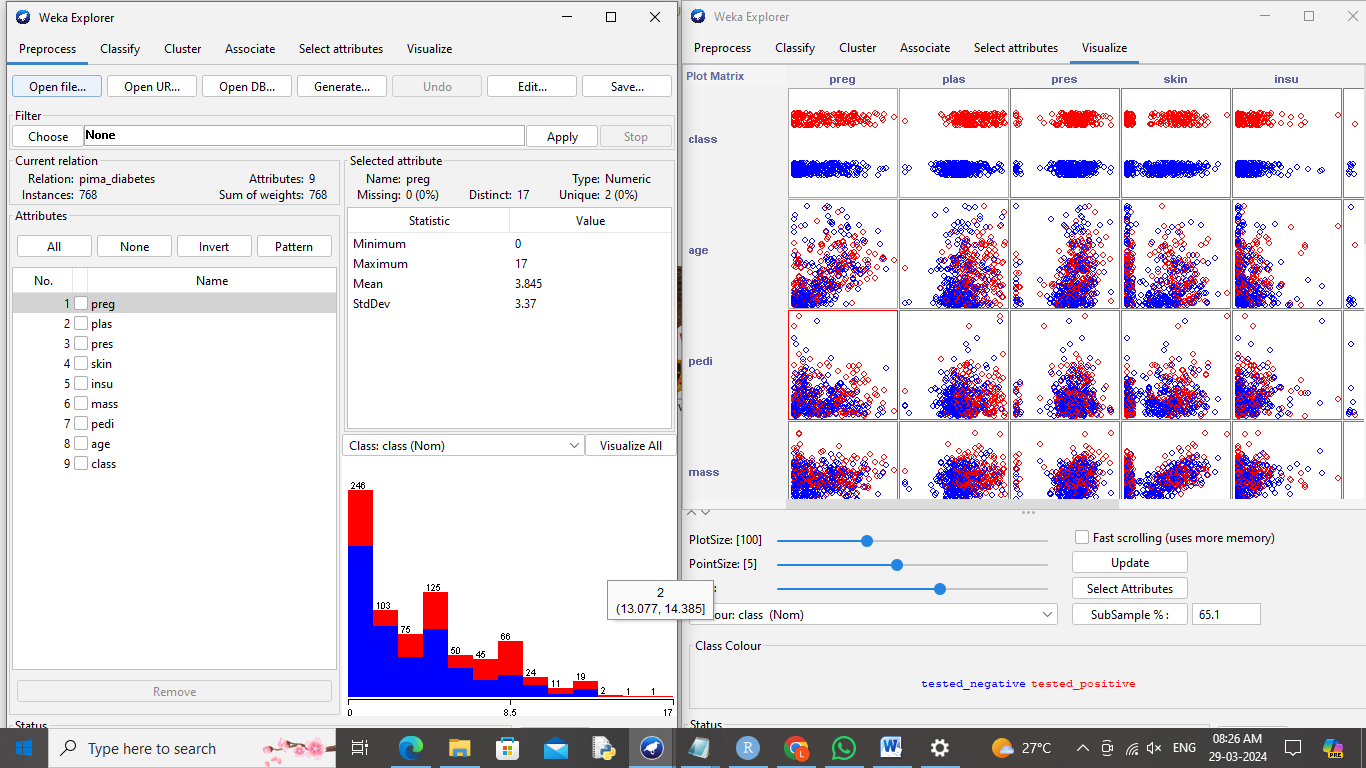 Weka Explorer
Preprocess Classify Cluster Associate Select attributes Visualize
Open file... Open UR... Open DB... Generate... Undo Edit... Save...
Filter
Choose None Apply Stop
Current relation
Relation: pima_diabetes Attributes: 9
Instances: 768 Sum of weights: 768
Attributes
All None Invert Pattern
No. Name
1 preg
2 plas
3 pres
4 skin
5 insu
6 mass
7 pedi
8 age
9 class
Remove
Status
Selected attribute
Name: preg Type: Numeric
Missing: 0 (0%) Distinct: 17 Unique: 2 (0%)
Statistic Value
Minimum 0
Maximum 17
Mean 3.845
StdDev 3.37
Class: class (Nom) Visualize All
246
103
75
125
50
45
66
24
11
19
2
1
1
0 8.5 17
2
(13.077, 14.385]
Weka Explorer
Preprocess Classify Cluster Associate Select attributes Visualize
Plot Matrix preg plas pres skin insu
class
age
pedi
mass
PlotSize: [100] Fast scrolling (uses more memory)
PointSize: [5] Update
Select Attributes
our: class (Nom) SubSample % : 65.1
Class Colour
tested_negative tested_positive
Status
Type here to search
27°C ENG 08:26 AM
29-03-2024